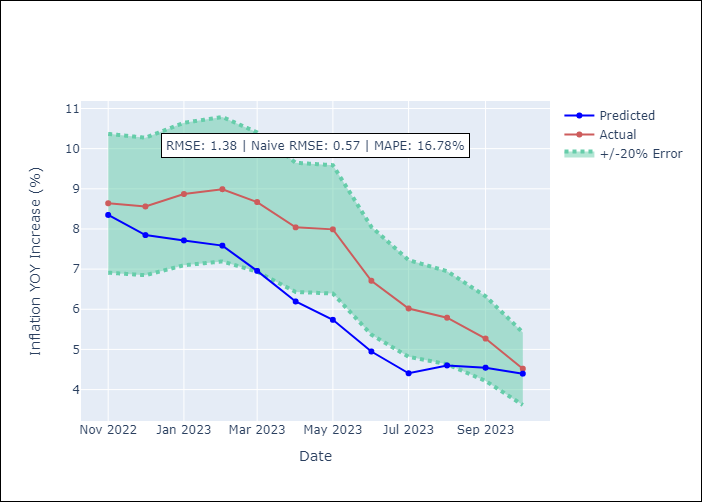 RMSE: 1.38 | Naive RMSE: 0.57 | MAPE: 16.78%
Predicted
Actual
+/-20% Error
Inflation YOY Increase (%)
11
10
9
8
7
6
5
4
Nov 2022 Jan 2023 Mar 2023 May 2023 Jul 2023 Sep 2023
Date